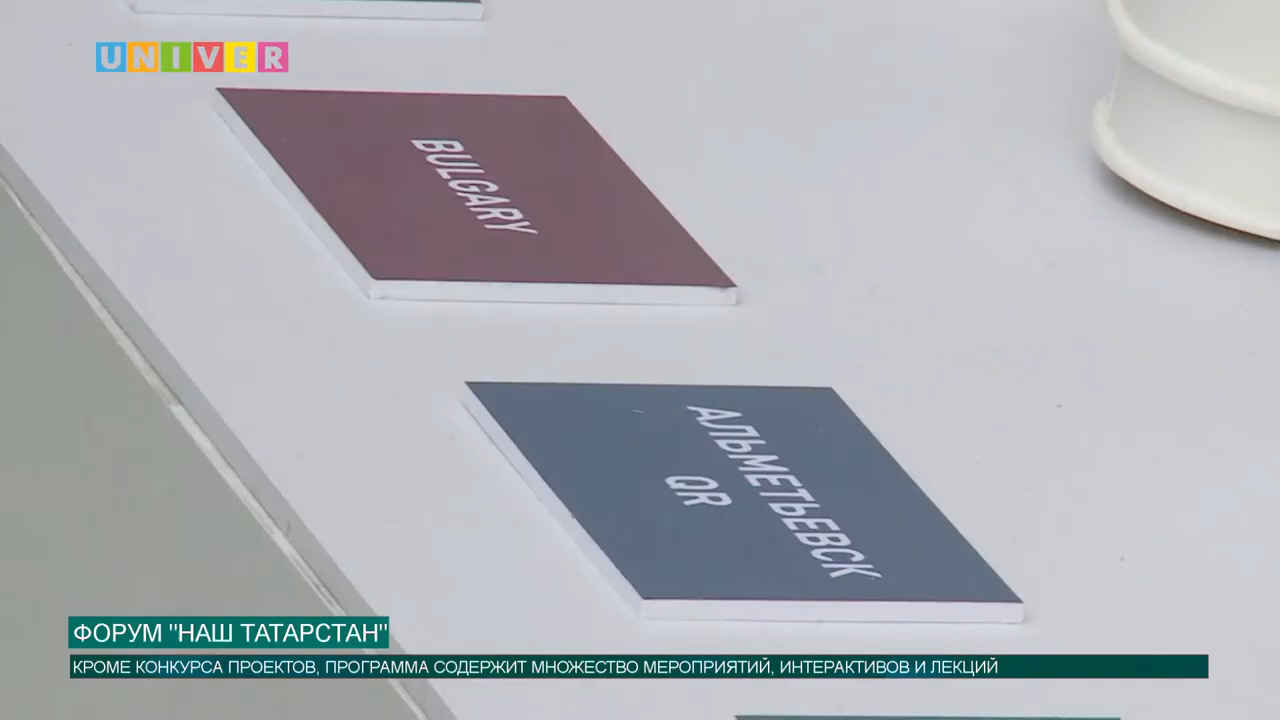 UNIVER
BULGARY
АЛЬМЕТЬЕВСК
QR
ФОРУМ "НАШ ТАТАРСТАН"
КРОМЕ КОНКУРСА ПРОЕКТОВ, ПРОГРАММА СОДЕРЖИТ МНОЖЕСТВО МЕРОПРИЯТИЙ, ИНТЕРАКТИВОВ И ЛЕКЦИЙ